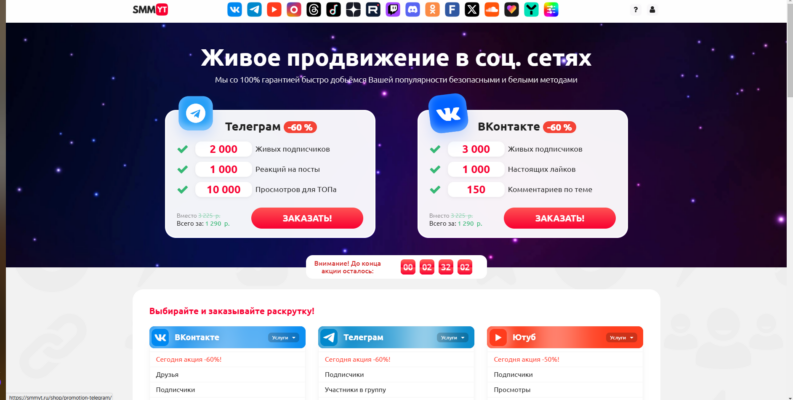 SMMYT
?
Живое продвижение в соц. сетях
Мы со 100% гарантией быстро добьёмся Вашей популярности безопасными и белыми методами
Телеграм -60 %
2 000 Живых подписчиков
1 000 Реакций на посты
10 000 Просмотров для ТОПа
Вместо 3 225 р.
Всего за: 1 290 р.
ЗАКАЗАТЬ!
ВКонтакте -60 %
3 000 Живых подписчиков
1 000 Настоящих лайков
150 Комментариев по теме
Вместо 3 225 р.
Всего за: 1 290 р.
ЗАКАЗАТЬ!
Внимание! До конца
акции осталось:
00 02 32 02
Выбирайте и заказывайте раскрутку!
ВКонтакте Услуги
Сегодня акция -60%!
Друзья
Подписчики
Телеграм Услуги
Сегодня акция -60%!
Подписчики
Участники в группу
Ютуб Услуги
Сегодня акция -50%!
Подписчики
Просмотры
https://smmyt.ru/shop/promotion-telegram/